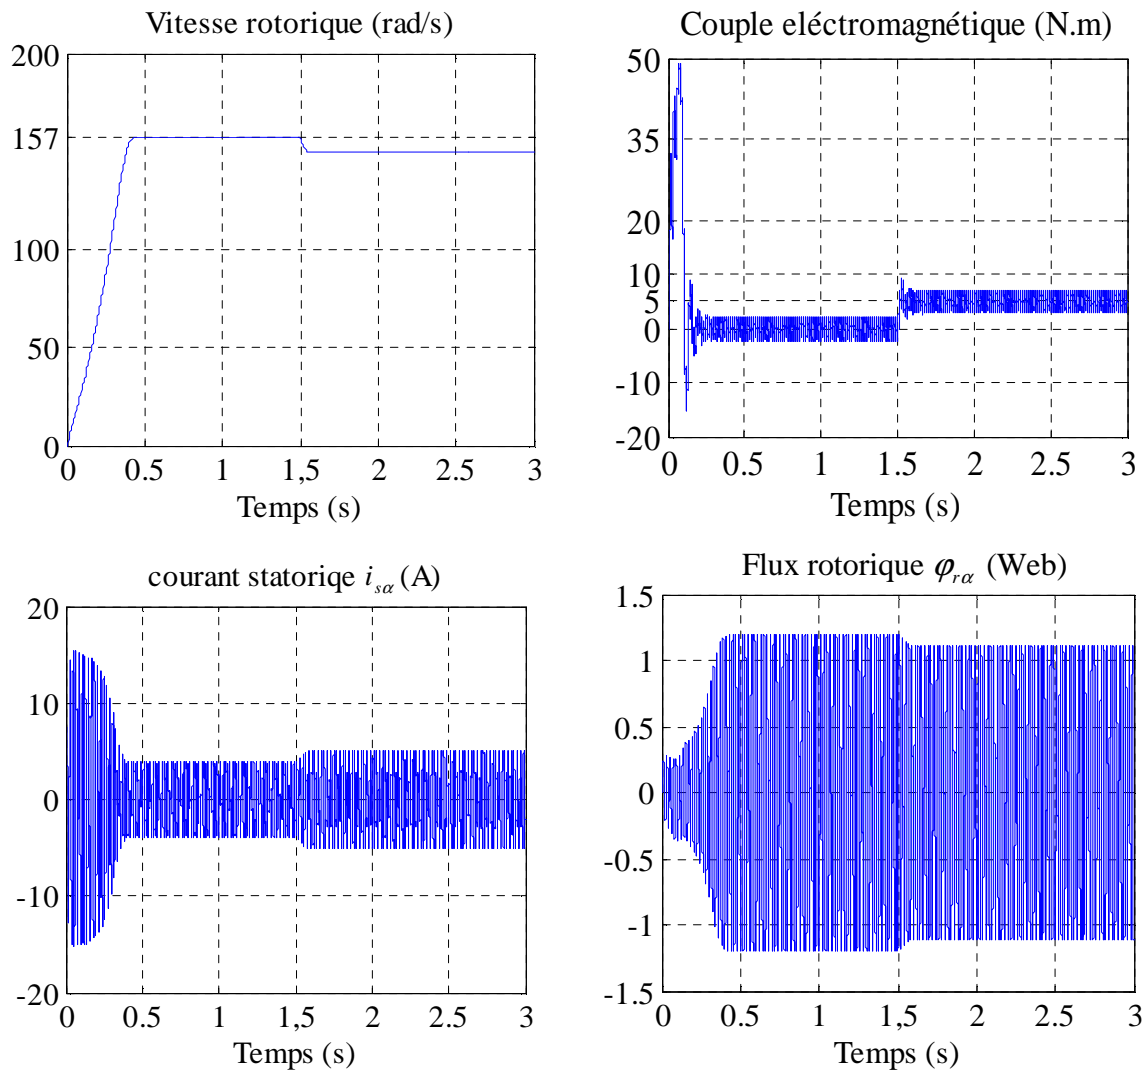 Vitesse rotorique (rad/s)
200
157
100
50
0
0 0.5 1 1,5 2 2.5 3
Temps (s)
Couple eléctromagnétique (N.m)
50
35
20
10
5
0
-10
-20
0 0.5 1 1,5 2 2.5 3
Temps (s)
courant statoriqe isα (A)
20
10
0
-10
-20
0 0.5 1 1,5 2 2.5 3
Temps (s)
Flux rotorique φrα (Web)
1.5
1
0.5
0
-0.5
-1
-1.5
0 0.5 1 1,5 2 2.5 3
Temps (s)